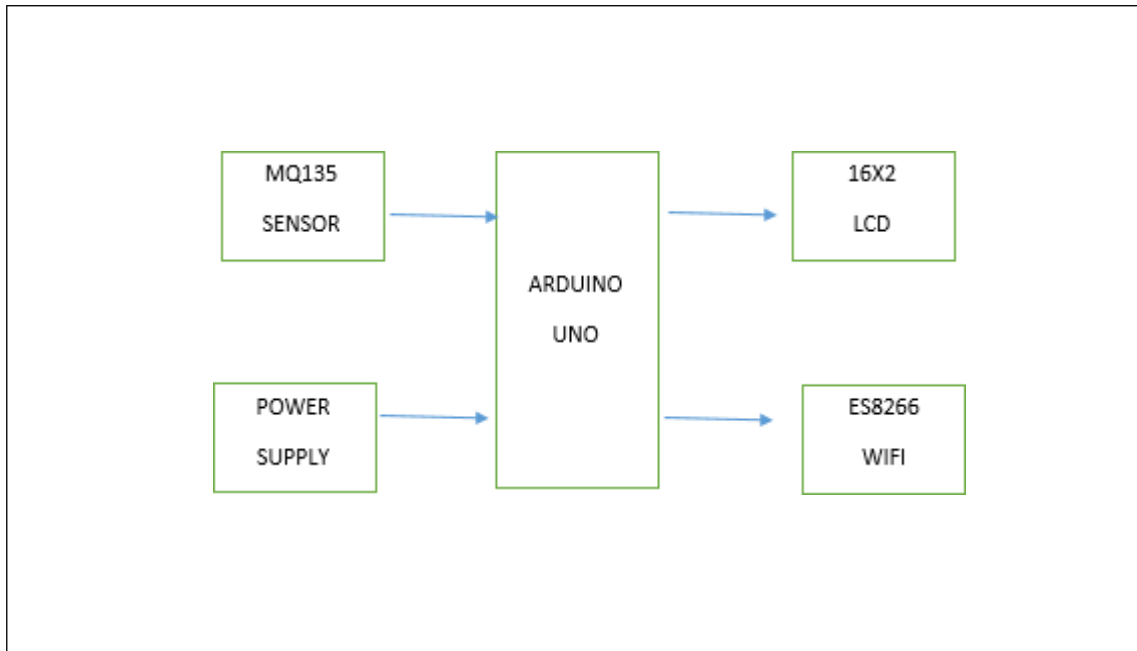 MQ135
SENSOR
16X2
LCD
ARDUINO
UNO
POWER
SUPPLY
ES8266
WIFI